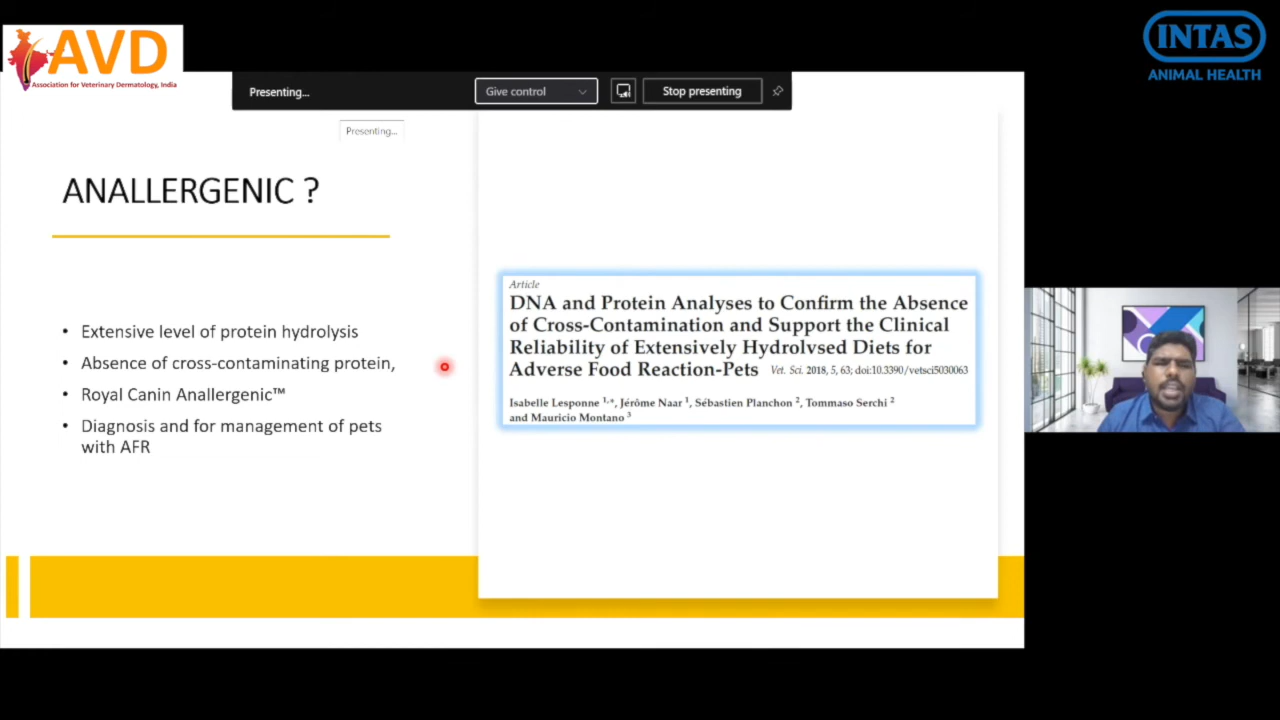 AVD
Association for Veterinary Dermatology, India
INTAS
ANIMAL HEALTH
Presenting...
Give control
Stop presenting
Presenting...
ANALLERGENIC ?
• Extensive level of protein hydrolysis
• Absence of cross-contaminating protein,
• Royal Canin Anallergenic™
• Diagnosis and for management of pets
with AFR
Article
DNA and Protein Analyses to Confirm the Absence
of Cross-Contamination and Support the Clinical
Reliability of Extensively Hydrolysed Diets for
Adverse Food Reaction-Pets Vet. Sci. 2018, 5, 63; doi:10.3390/vetsci5030063
Isabelle Lesponne 1,*, Jérôme Naar 1, Sébastien Planchon 2, Tommaso Serchi 2
and Mauricio Montano 3